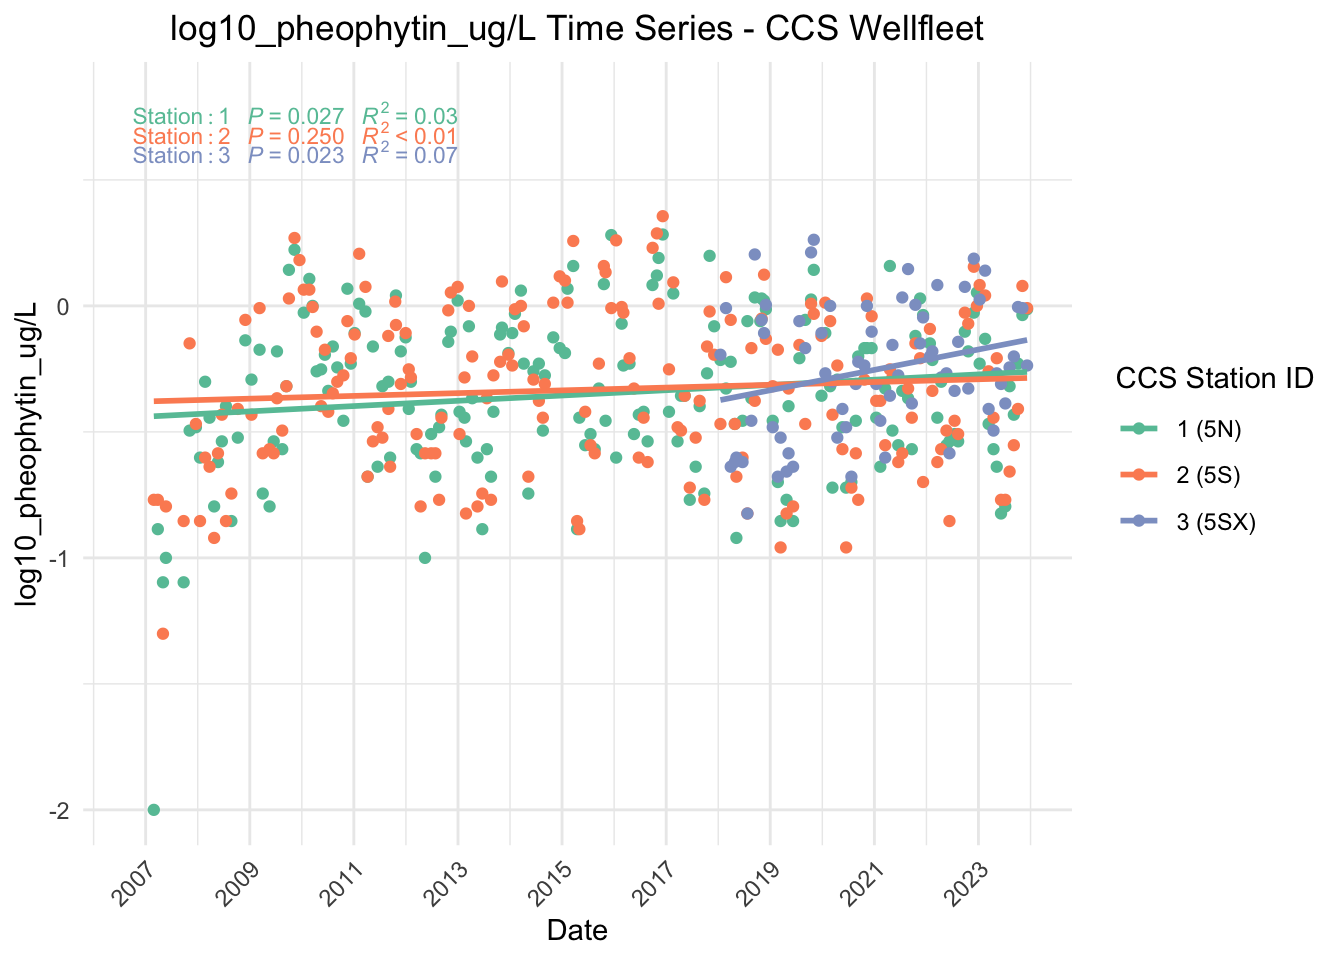 log10_pheophytin_ug/L Time Series - CCS Wellfleet
Station : 1 P = 0.027 R² = 0.03
Station : 2 P = 0.250 R² < 0.01
Station : 3 P = 0.023 R² = 0.07
0
-1
-2
log10_pheophytin_ug/L
2007 2009 2011 2013 2015 2017 2019 2021 2023
Date
CCS Station ID
1 (5N)
2 (5S)
3 (5SX)